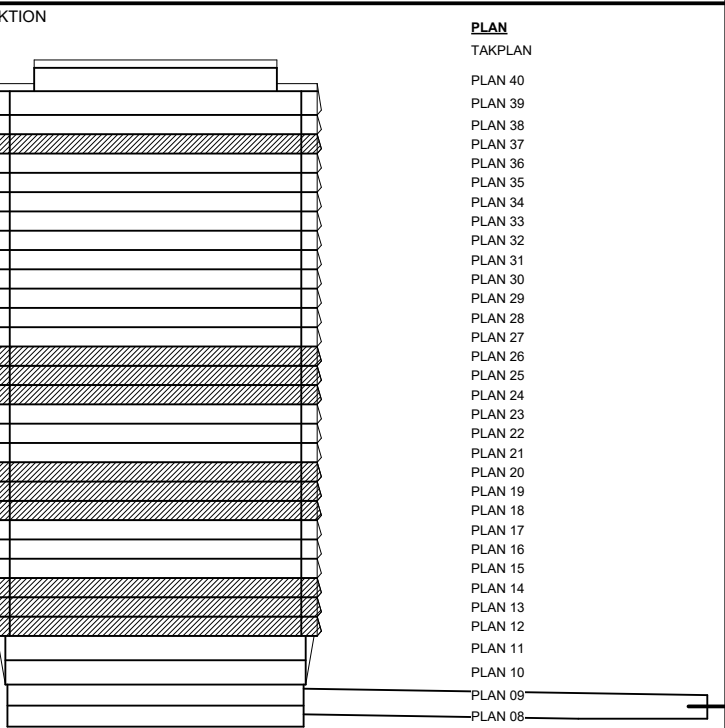 KTION
PLAN
TAKPLAN
PLAN 40
PLAN 39
PLAN 38
PLAN 37
PLAN 36
PLAN 35
PLAN 34
PLAN 33
PLAN 32
PLAN 31
PLAN 30
PLAN 29
PLAN 28
PLAN 27
PLAN 26
PLAN 25
PLAN 24
PLAN 23
PLAN 22
PLAN 21
PLAN 20
PLAN 19
PLAN 18
PLAN 17
PLAN 16
PLAN 15
PLAN 14
PLAN 13
PLAN 12
PLAN 11
PLAN 10
PLAN 09
PLAN 08